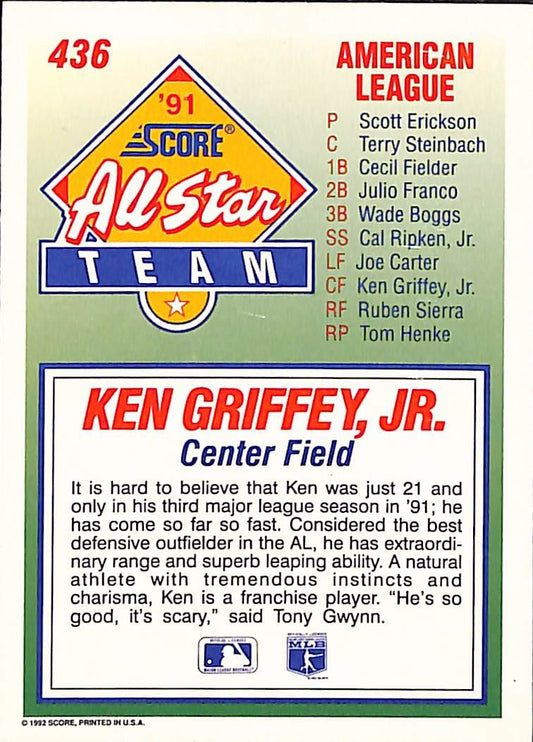 436
AMERICAN
LEAGUE
'91
SCORE®
All Star
TEAM
P Scott Erickson
C Terry Steinbach
1B Cecil Fielder
2B Julio Franco
3B Wade Boggs
SS Cal Ripken, Jr.
LF Joe Carter
CF Ken Griffey, Jr.
RF Ruben Sierra
RP Tom Henke
KEN GRIFFEY, JR.
Center Field
It is hard to believe that Ken was just 21 and
only in his third major league season in '91; he
has come so far so fast. Considered the best
defensive outfielder in the AL, he has extraordi-
nary range and superb leaping ability. A natural
athlete with tremendous instincts and
charisma, Ken is a franchise player. "He's so
good, it's scary," said Tony Gwynn.
MAJOR LEAGUE BASEBALL
MLB
© 1992 SCORE, PRINTED IN U.S.A.